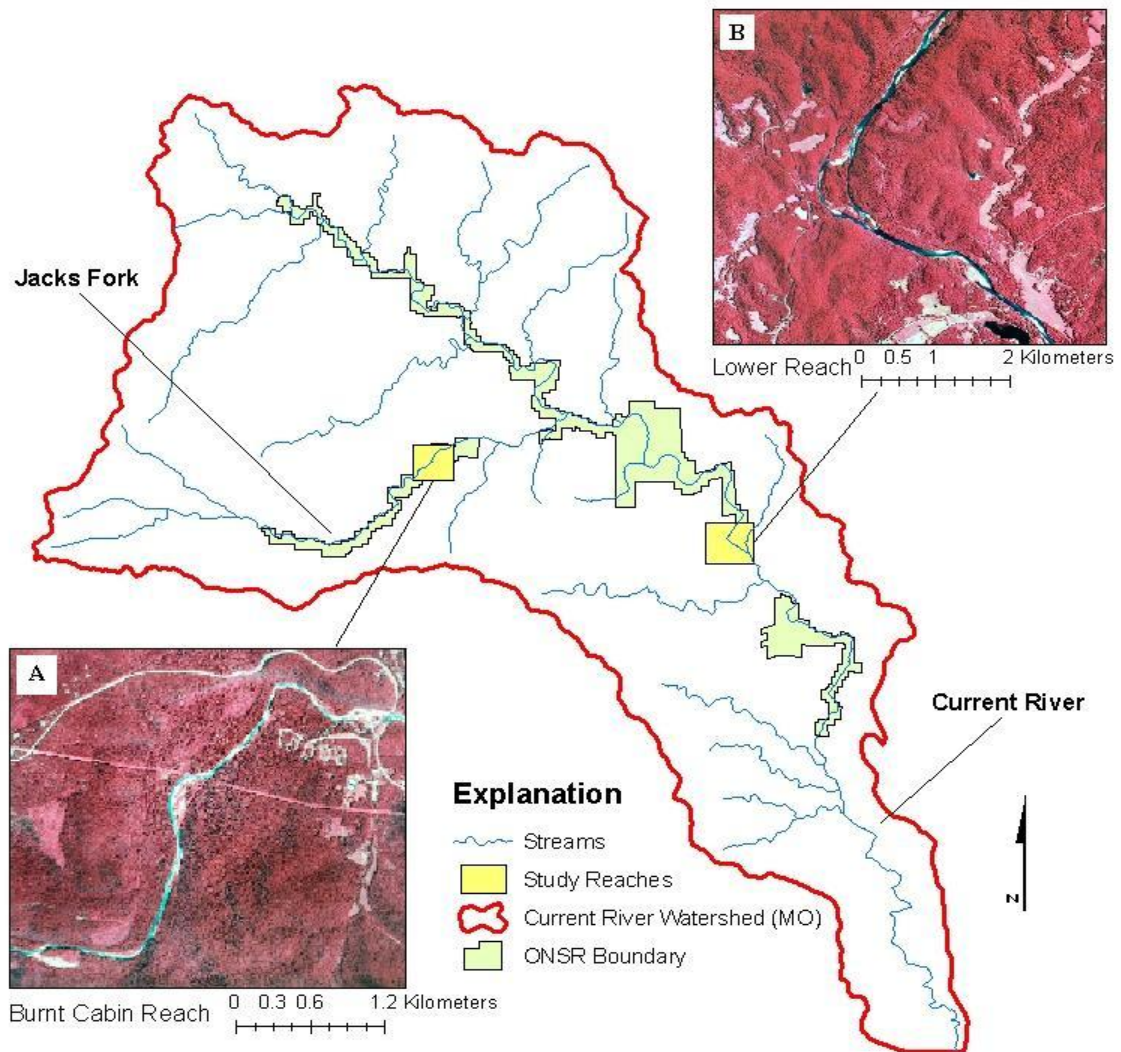 B
Lower Reach
0 0.5 1 2 Kilometers
Jacks Fork
A
Burnt Cabin Reach
0 0.3 0.6 1.2 Kilometers
Current River
Explanation
Streams
Study Reaches
Current River Watershed (MO)
ONSR Boundary
N